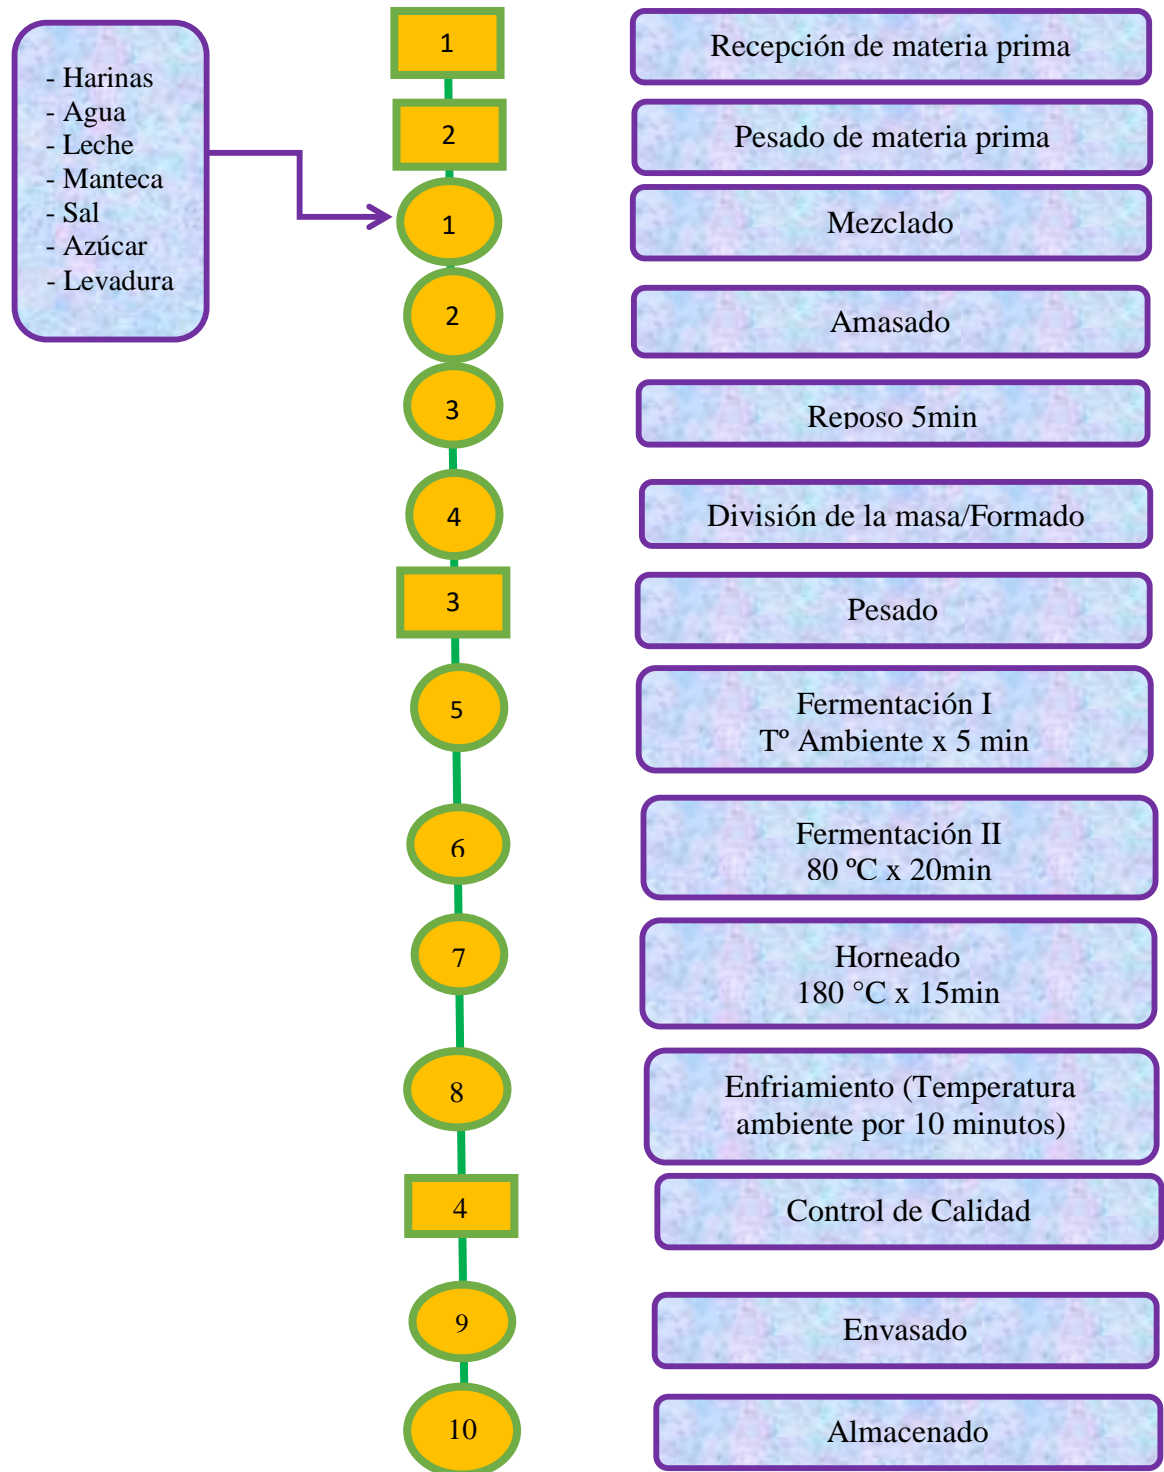 - Harinas
- Agua
- Leche
- Manteca
- Sal
- Azúcar
- Levadura
1
Recepción de materia prima
2
Pesado de materia prima
1
Mezclado
2
Amasado
3
Reposo 5min
4
División de la masa/Formado
3
Pesado
5
Fermentación I
Tº Ambiente x 5 min
6
Fermentación II
80 ºC x 20min
7
Horneado
180 °C x 15min
8
Enfriamiento (Temperatura
ambiente por 10 minutos)
4
Control de Calidad
9
Envasado
10
Almacenado